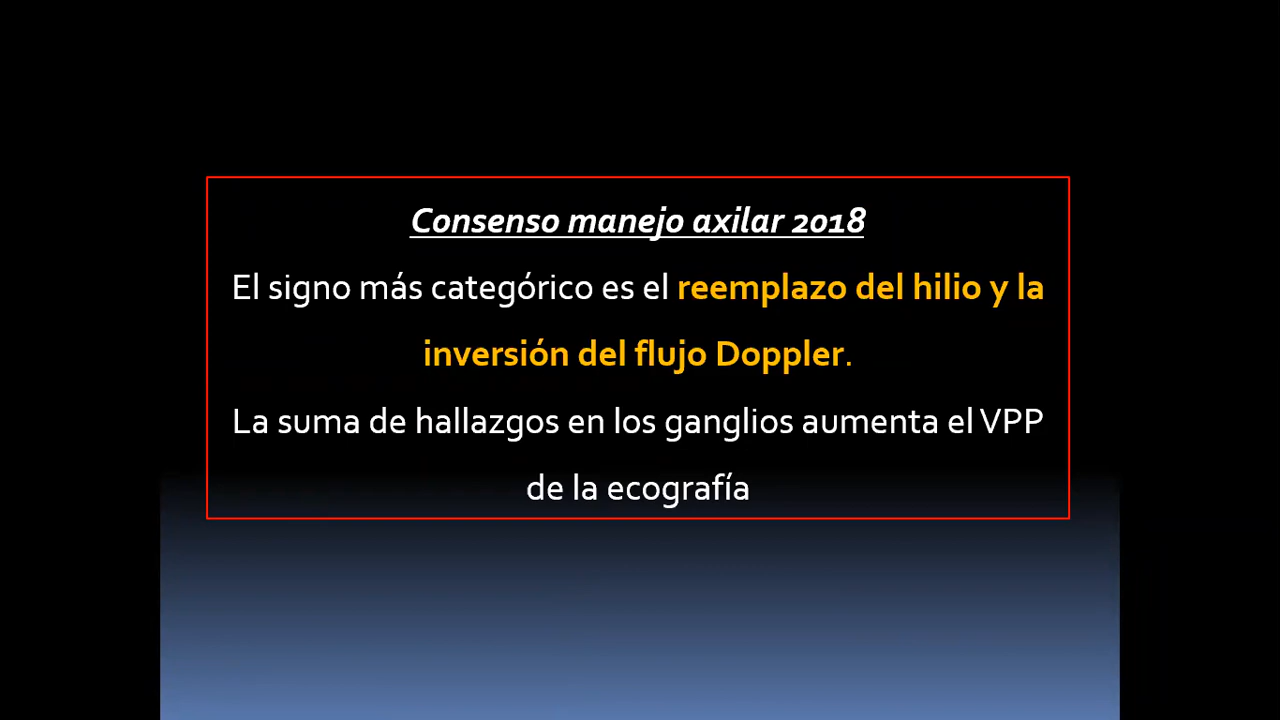 Consenso manejo axilar 2018
El signo más categórico es el reemplazo del hilio y la
inversión del flujo Doppler.
La suma de hallazgos en los ganglios aumenta el VPP
de la ecografía